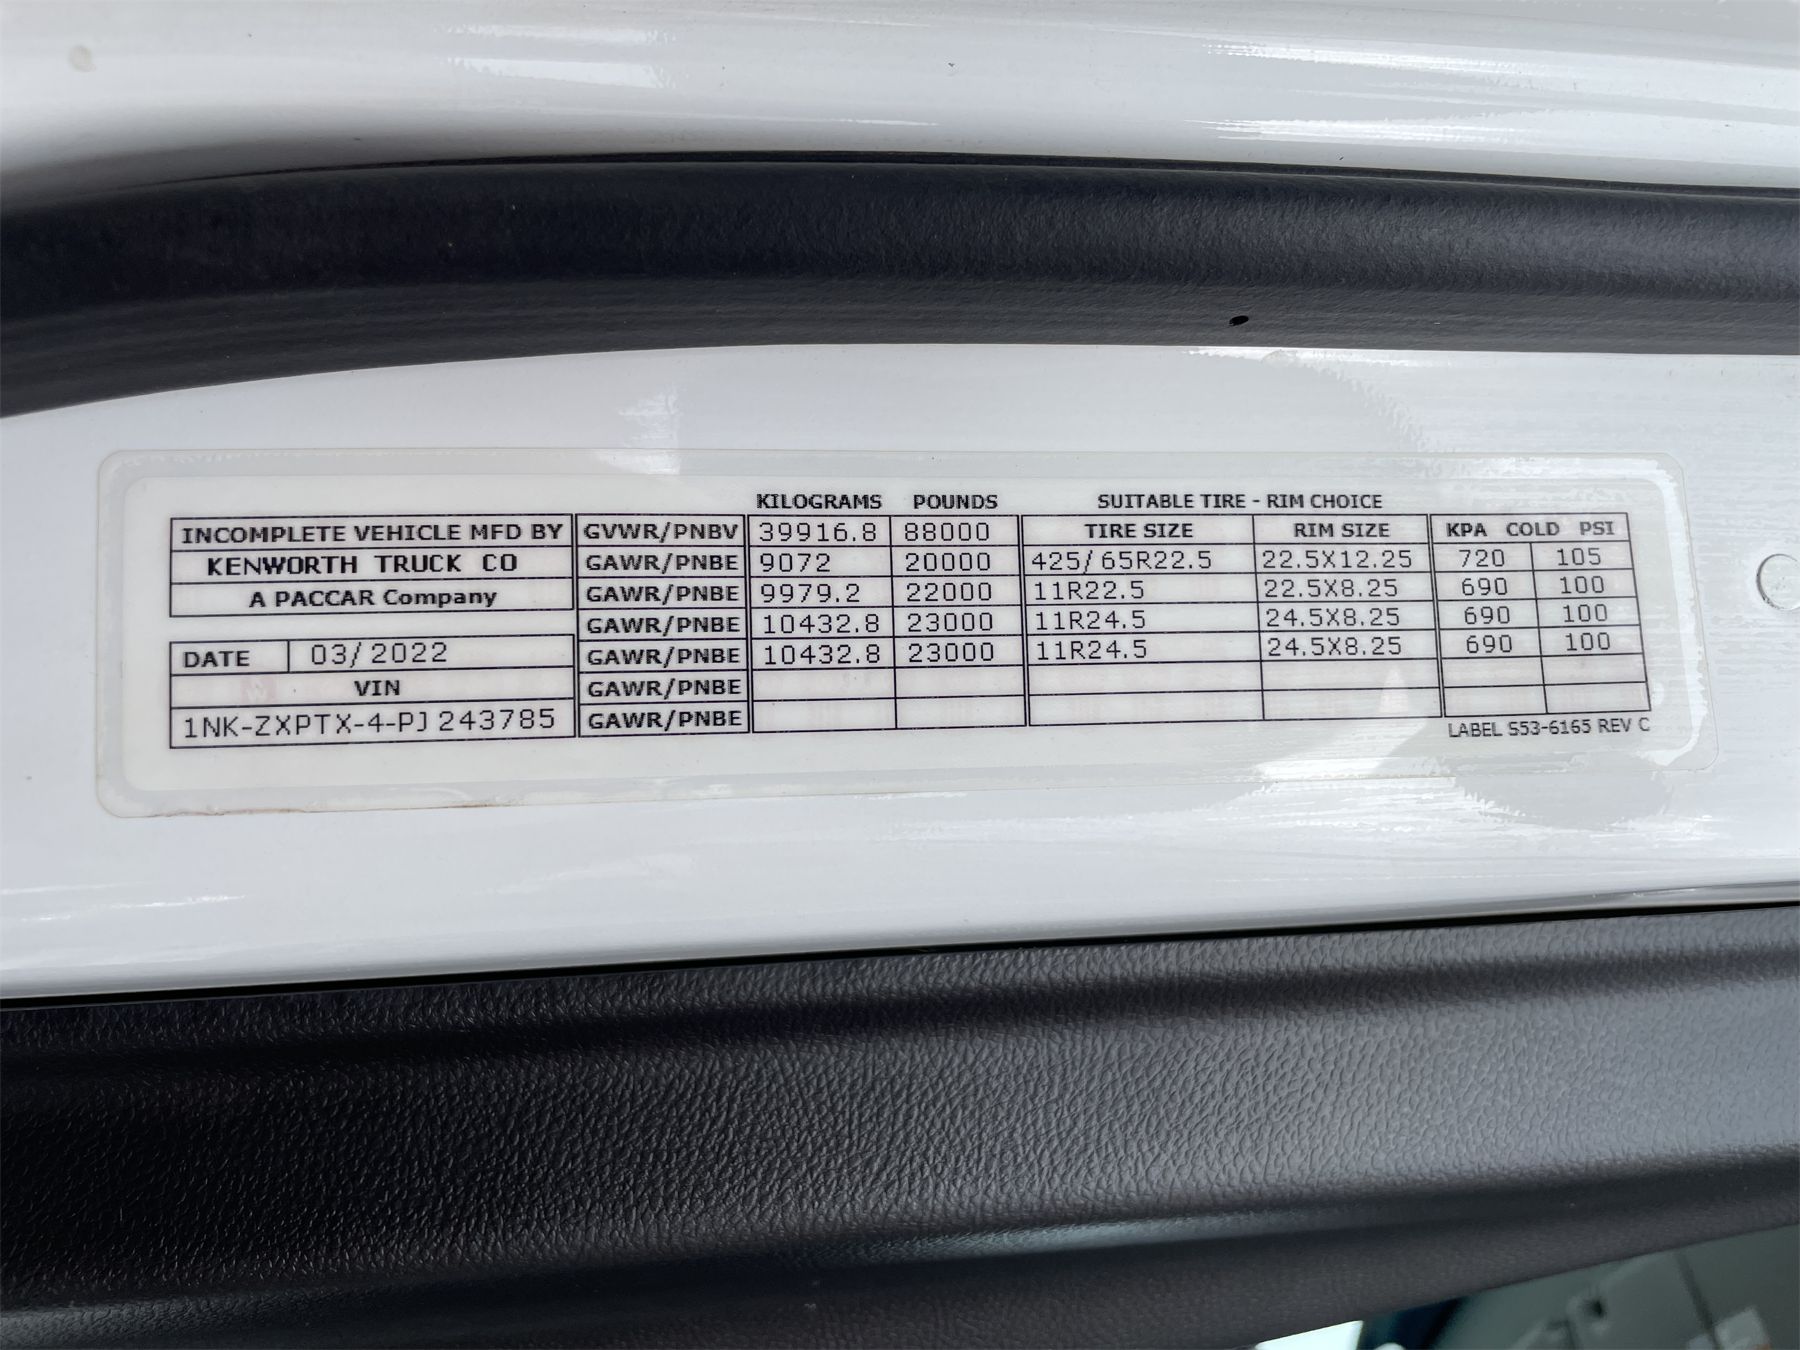 KILOGRAMS POUNDS SUITABLE TIRE - RIM CHOICE
INCOMPLETE VEHICLE MFD BY GVWR/PNBV 39916.8 88000 TIRE SIZE RIM SIZE KPA COLD PSI
KENWORTH TRUCK CO GAWR/PNBE 9072 20000 425/65R22.5 22.5X12.25 720 105
A PACCAR Company GAWR/PNBE 9979.2 22000 11R22.5 22.5X8.25 690 100
GAWR/PNBE 10432.8 23000 11R24.5 24.5X8.25 690 100
DATE 03/2022 GAWR/PNBE 10432.8 23000 11R24.5 24.5X8.25 690 100
VIN GAWR/PNBE
1NK-ZXPTX-4-PJ243785 GAWR/PNBE
LABEL S53-6165 REV C